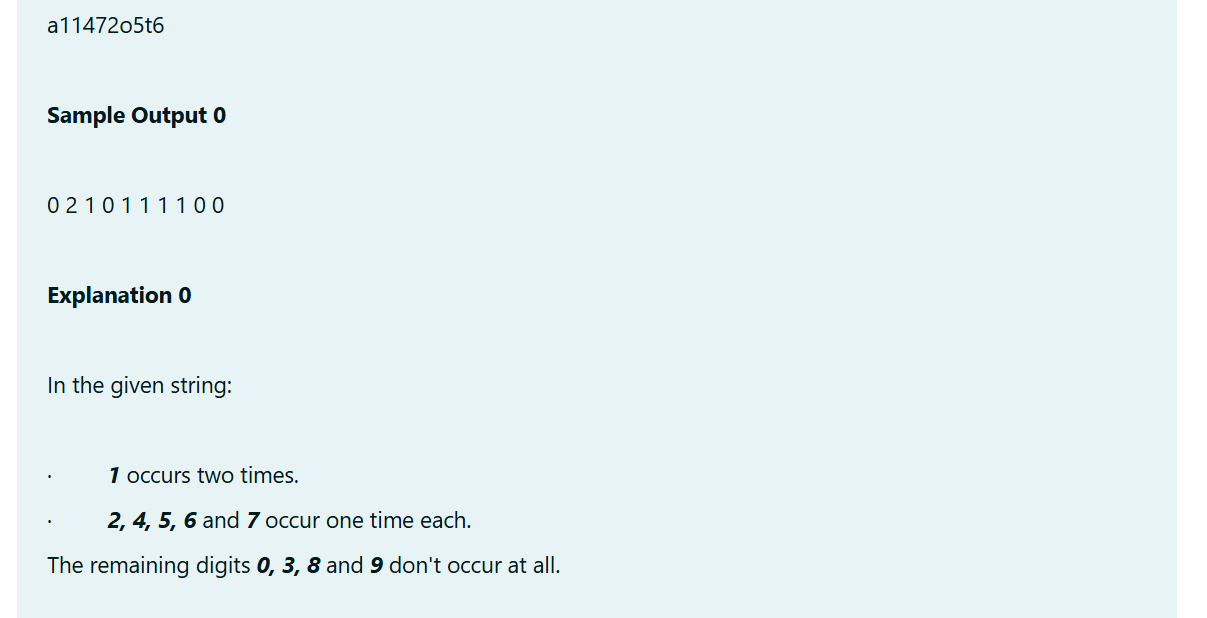 a11472o5t6
Sample Output 0
0 2 1 0 1 1 1 1 0 0
Explanation 0
In the given string:
· 1 occurs two times.
· 2, 4, 5, 6 and 7 occur one time each.
The remaining digits 0, 3, 8 and 9 don't occur at all.